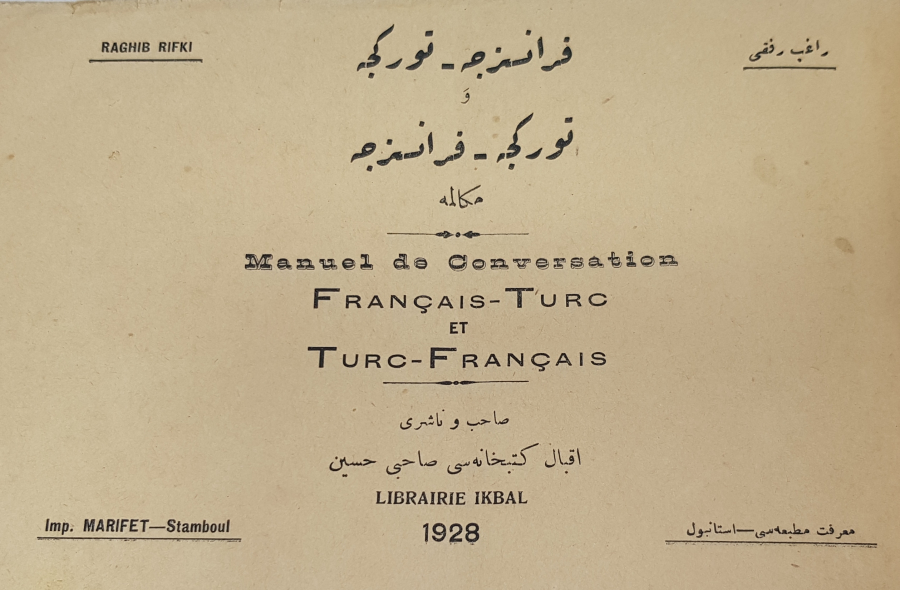 RAGHIB RIFKI
راغب رفقی
فرانسزجه - تورکجه
وَ
تورکجه - فرانسزجه
مکالمه
Manuel de Conversation
FRANÇAIS-TURC
ET
TURC-FRANÇAIS
صاحب و ناشری
اقبال کتبخانه‌سی صاحبی حسین
LIBRAIRIE IKBAL
1928
Imp. MARIFET—Stamboul
معرفت مطبعه‌سی — استانبول